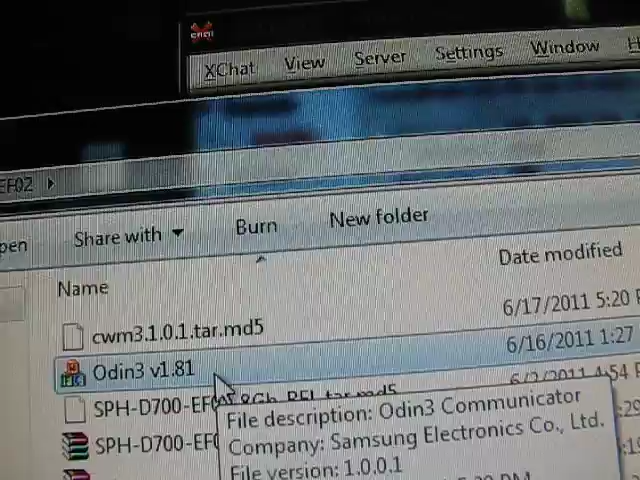 XChat View Server Settings Window
EF02
Share with Burn New folder
Name Date modified
cwm3.1.0.1.tar.md5 6/17/2011 5:20
Odin3 v1.81 6/16/2011 1:27
SPH-D700-EF
SPH-D700-EF
File description: Odin3 Communicator
Company: Samsung Electronics Co., Ltd.
File version: 1.0.0.1